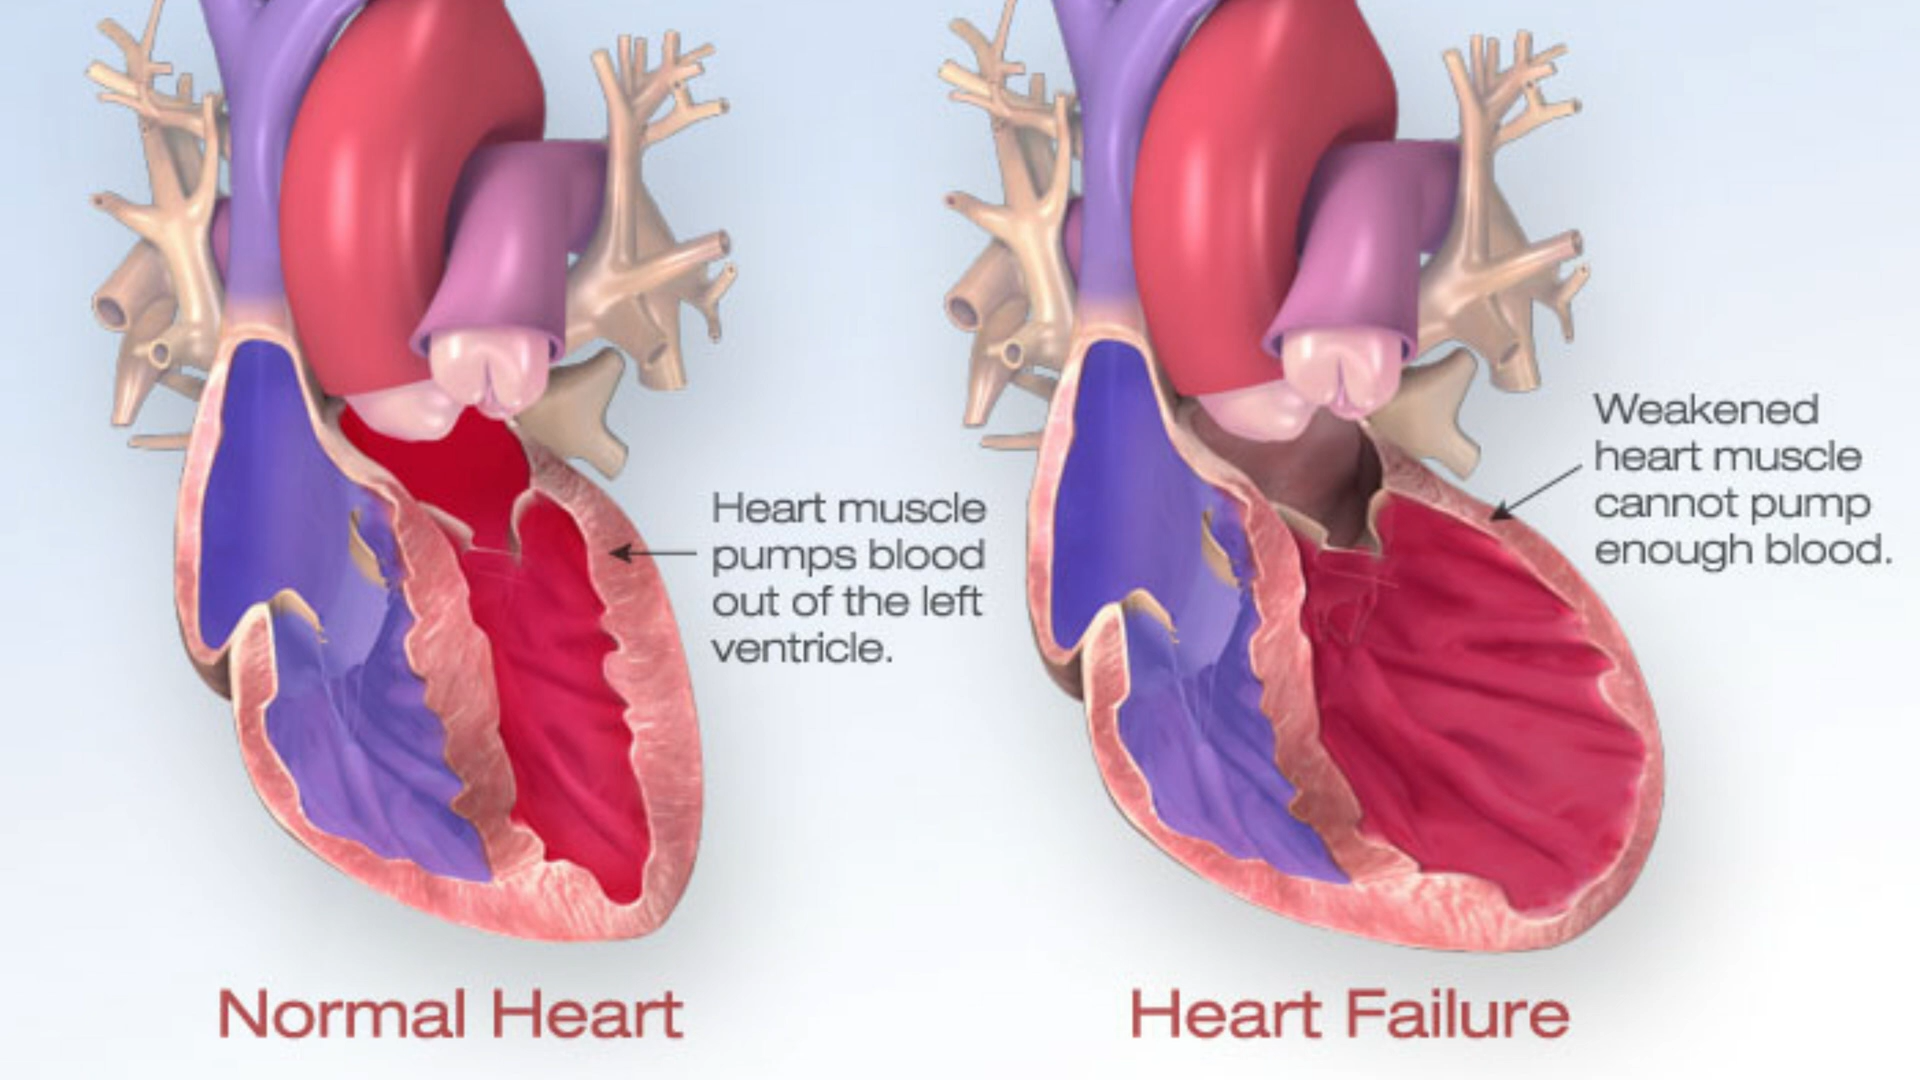 Heart muscle
pumps blood
out of the left
ventricle.
Weakened
heart muscle
cannot pump
enough blood.
Normal Heart
Heart Failure